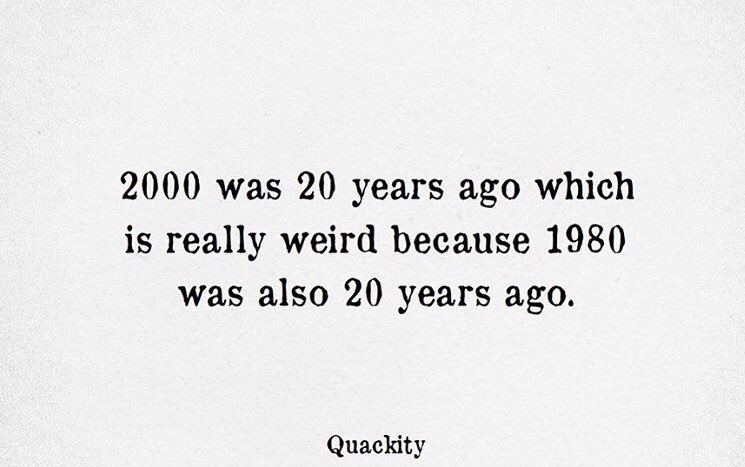 2000 was 20 years ago which
is really weird because 1980
was also 20 years ago.
Quackity